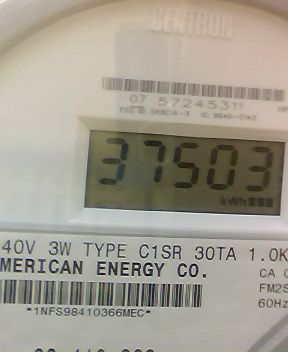 CENTRON
07 57245311
37503
kWh
40V 3W TYPE C1SR 30TA 1.0K
MERICAN ENERGY CO.
CA
FM2S
60Hz
*1NFS98410366MEC*